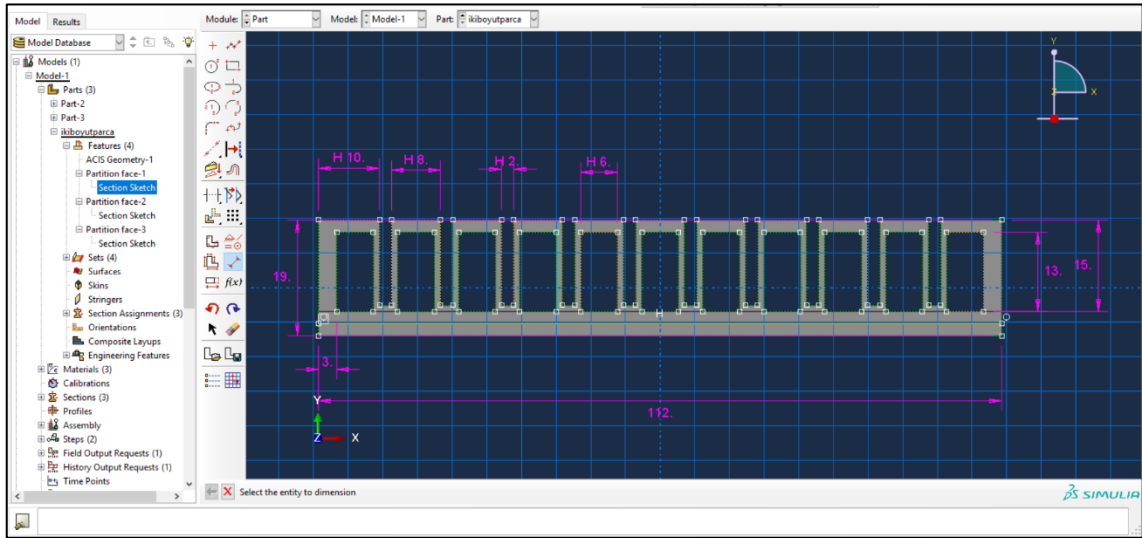 Model Results
Module: Part Model: Model-1 Part: ikiboyutparca
Model Database
Models (1)
Model-1
Parts (3)
Part-2
Part-3
ikiboyutparca
Features (4)
ACIS Geometry-1
Partition face-1
Section Sketch
Partition face-2
Section Sketch
Partition face-3
Section Sketch
Sets (4)
Surfaces
Skins
Stringers
Section Assignments (3)
Orientations
Composite Layups
Engineering Features
Materials (3)
Calibrations
Sections (3)
Profiles
Assembly
Steps (2)
Field Output Requests (1)
History Output Requests (1)
Time Points
f(x)
Y
Z X
H 10. H 8. H 2. H 6.
19. 13. 15.
H
3.
112.
Y
Z X
Select the entity to dimension
SIMULIA